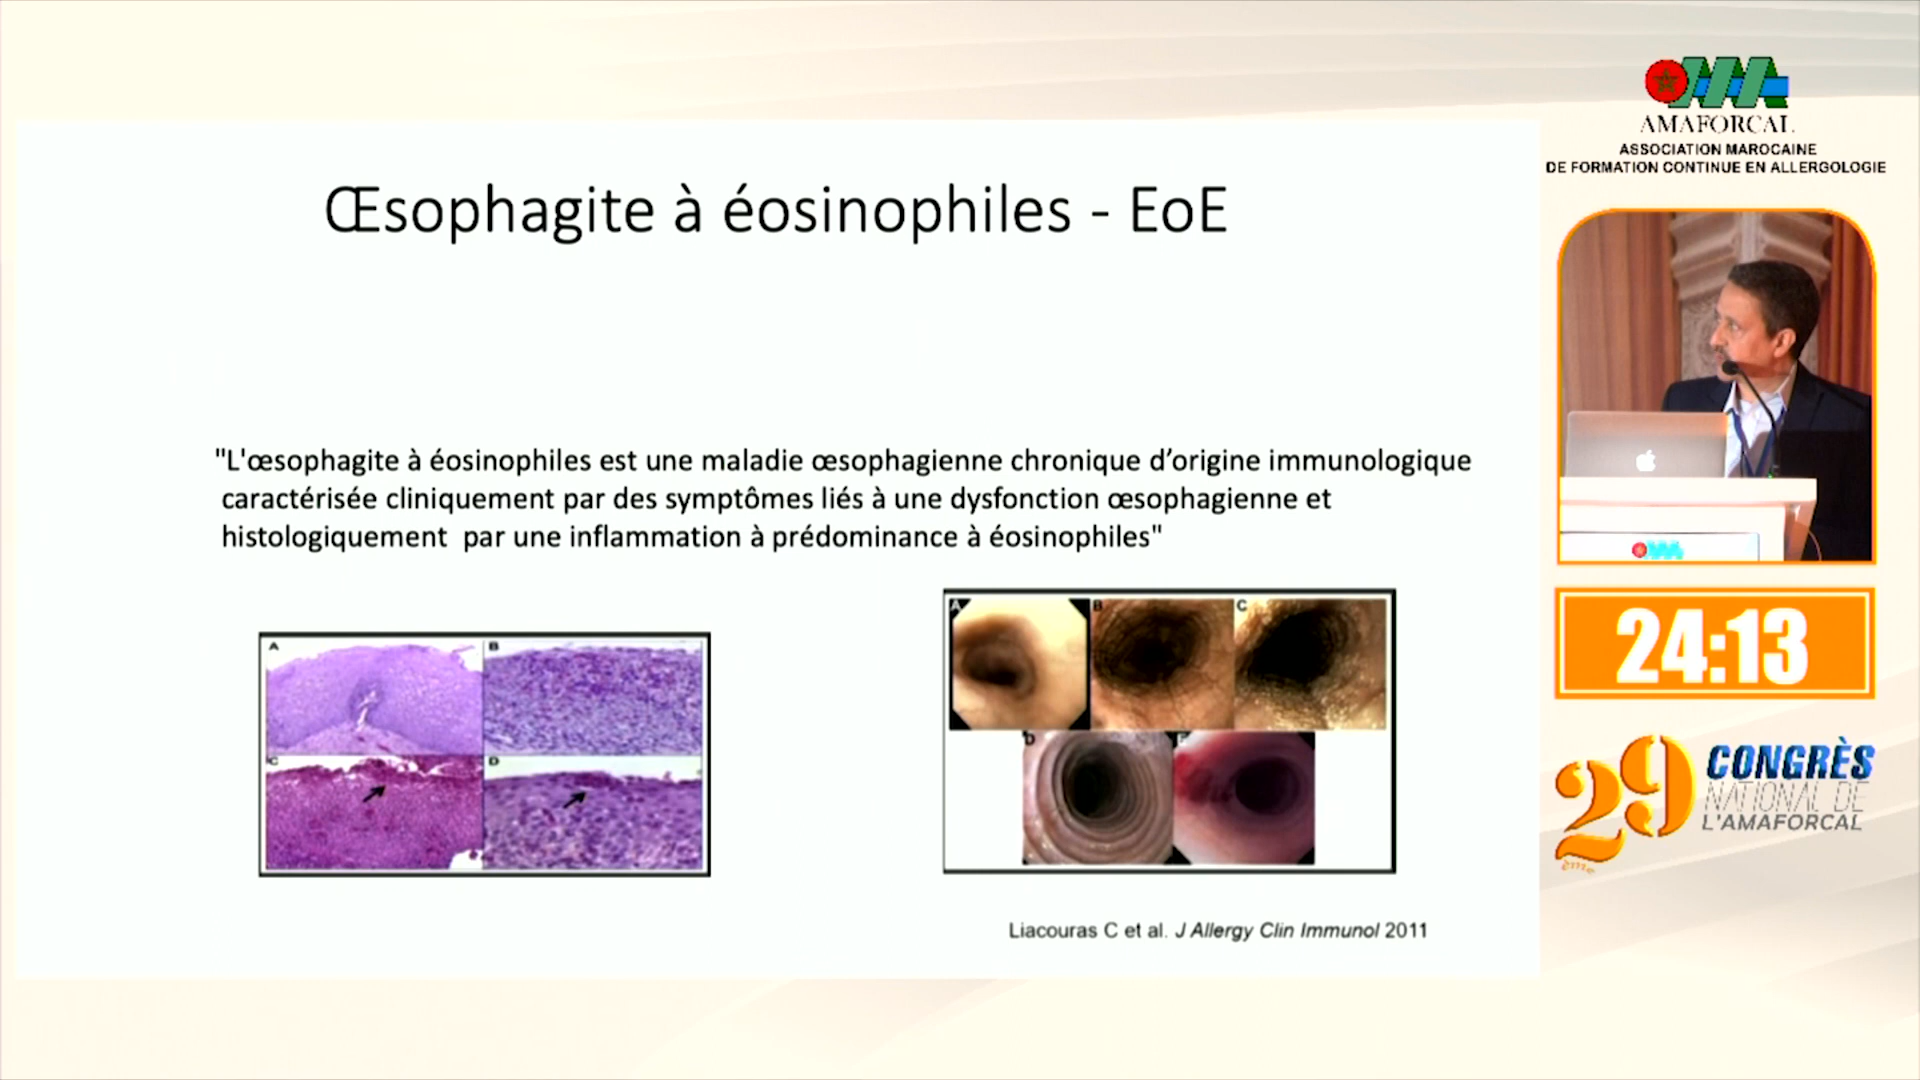 AMAFORCAL
ASSOCIATION MAROCAINE
DE FORMATION CONTINUE EN ALLERGOLOGIE
Œsophagite à éosinophiles - EoE
"L'œsophagite à éosinophiles est une maladie œsophagienne chronique d’origine immunologique
caractérisée cliniquement par des symptômes liés à une dysfonction œsophagienne et
histologiquement par une inflammation à prédominance à éosinophiles"
A
B
C
D
A
B
C
D
E
Liacouras C et al. J Allergy Clin Immunol 2011
24:13
29
ème
CONGRÈS
NATIONAL DE
L'AMAFORCAL